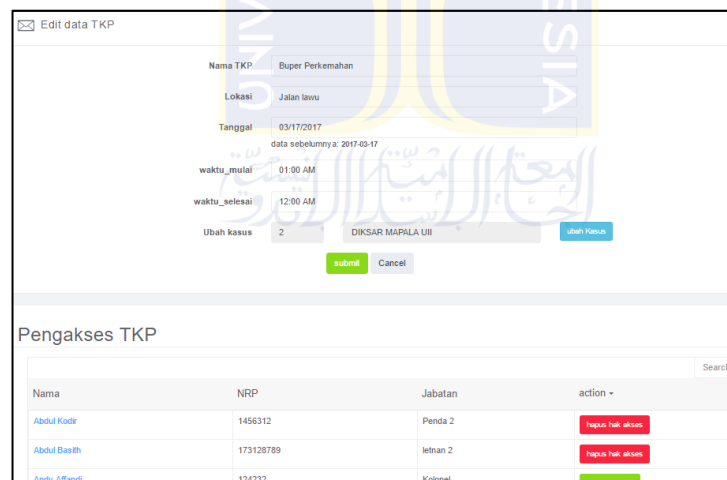 Edit data TKP
Nama TKP Buper Perkemahan
Lokasi Jalan lawu
Tanggal 03/17/2017
data sebelumnya: 2017-03-17
waktu_mulai 01:00 AM
waktu_selesai 12:00 AM
Ubah kasus 2 DIKSAR MAPALA UII ubah Kasus
submit Cancel
Pengakses TKP
Search
Nama NRP Jabatan action
Abdul Kodir 1456312 Penda 2 hapus hak akses
Abdul Basith 173128789 letnan 2 hapus hak akses
Andy Affandi 124232 Kolonel